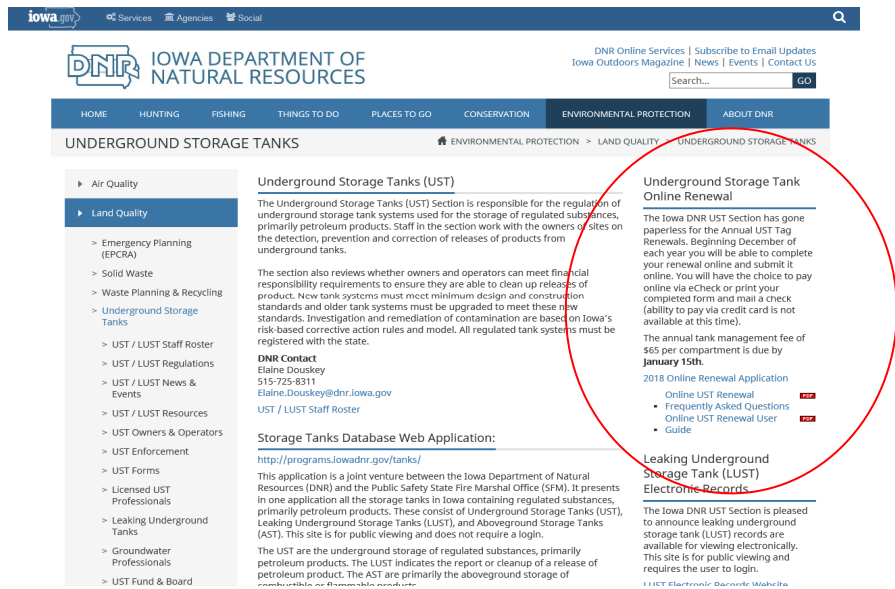 iowa.gov Services Agencies Social
DNR IOWA DEPARTMENT OF
NATURAL RESOURCES
DNR Online Services | Subscribe to Email Updates
Iowa Outdoors Magazine | News | Events | Contact Us
Search... GO
HOME HUNTING FISHING THINGS TO DO PLACES TO GO CONSERVATION ENVIRONMENTAL PROTECTION ABOUT DNR
UNDERGROUND STORAGE TANKS
ENVIRONMENTAL PROTECTION > LAND QUALITY > UNDERGROUND STORAGE TANKS
Air Quality
Land Quality
> Emergency Planning
(EPCRA)
> Solid Waste
> Waste Planning & Recycling
> Underground Storage
Tanks
> UST / LUST Staff Roster
> UST / LUST Regulations
> UST / LUST News &
Events
> UST / LUST Resources
> UST Owners & Operators
> UST Enforcement
> UST Forms
> Licensed UST
Professionals
> Leaking Underground
Tanks
> Groundwater
Professionals
> UST Fund & Board
Underground Storage Tanks (UST)
The Underground Storage Tanks (UST) Section is responsible for the regulation of
underground storage tank systems used for the storage of regulated substances,
primarily petroleum products. Staff in the section work with the owners of sites on
the detection, prevention and correction of releases of products from
underground tanks.
The section also reviews whether owners and operators can meet financial
responsibility requirements to ensure they are able to clean up releases of
product. New tank systems must meet minimum design and construction
standards and older tank systems must be upgraded to meet these new
standards. Investigation and remediation of contamination are based on Iowa's
risk-based corrective action rules and model. All regulated tank systems must be
registered with the state.
DNR Contact
Elaine Douskey
515-725-8311
Elaine.Douskey@dnr.iowa.gov
UST / LUST Staff Roster
Storage Tanks Database Web Application:
http://programs.iowadnr.gov/tanks/
This application is a joint venture between the Iowa Department of Natural
Resources (DNR) and the Public Safety State Fire Marshal Office (SFM). It presents
in one application all the storage tanks in Iowa containing regulated substances,
primarily petroleum products. These consist of Underground Storage Tanks (UST),
Leaking Underground Storage Tanks (LUST), and Aboveground Storage Tanks
(AST). This site is for public viewing and does not require a login.
The UST are the underground storage of regulated substances, primarily
petroleum products. The LUST indicates the report or cleanup of a release of
petroleum product. The AST are primarily the aboveground storage of
combustible or flammable products.
Underground Storage Tank
Online Renewal
The Iowa DNR UST Section has gone
paperless for the Annual UST Tag
Renewals. Beginning December of
each year you will be able to complete
your renewal online and submit it
online. You will have the choice to pay
online via eCheck or print your
completed form and mail a check
(ability to pay via credit card is not
available at this time).
The annual tank management fee of
$65 per compartment is due by
January 15th.
2018 Online Renewal Application
Online UST Renewal PDF
▪ Frequently Asked Questions
Online UST Renewal User PDF
▪ Guide
Leaking Underground
Storage Tank (LUST)
Electronic Records
The Iowa DNR UST Section is pleased
to announce leaking underground
storage tank (LUST) records are
available for viewing electronically.
This site is for public viewing and
requires the user to login.
LUST Electronic Records Website